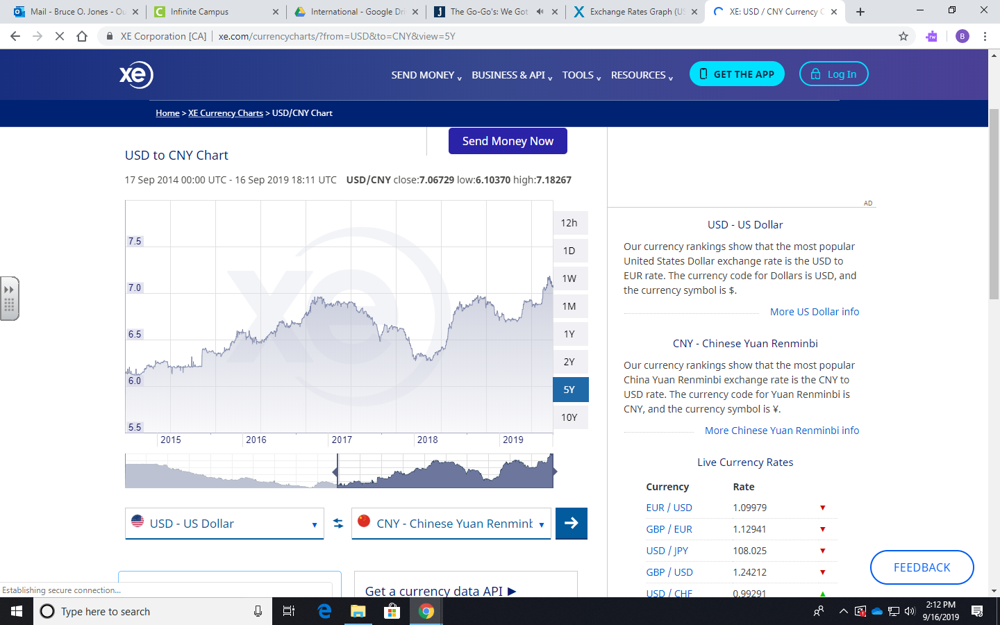 Mail - Bruce O. Jones - Ou
Infinite Campus
International - Google Dri
The Go-Go's: We Got
Exchange Rates Graph (US
XE: USD / CNY Currency C
XE Corporation [CA] | xe.com/currencycharts/?from=USD&to=CNY&view=5Y
rw
B
xe
SEND MONEY
BUSINESS & API
TOOLS
RESOURCES
GET THE APP
Log In
Home > XE Currency Charts > USD/CNY Chart
Send Money Now
USD to CNY Chart
17 Sep 2014 00:00 UTC - 16 Sep 2019 18:11 UTC USD/CNY close:7.06729 low:6.10370 high:7.18267
7.5
7.0
6.5
6.0
5.5
xe
2015 2016 2017 2018 2019
12h
1D
1W
1M
1Y
2Y
5Y
10Y
USD - US Dollar
CNY - Chinese Yuan Renminb
Get a currency data API ►
AD
USD - US Dollar
Our currency rankings show that the most popular
United States Dollar exchange rate is the USD to
EUR rate. The currency code for Dollars is USD, and
the currency symbol is $.
More US Dollar info
CNY - Chinese Yuan Renminbi
Our currency rankings show that the most popular
China Yuan Renminbi exchange rate is the CNY to
USD rate. The currency code for Yuan Renminbi is
CNY, and the currency symbol is ¥.
More Chinese Yuan Renminbi info
Live Currency Rates
Currency Rate
EUR / USD 1.09979 ▼
GBP / EUR 1.12941 ▼
USD / JPY 108.025 ▼
GBP / USD 1.24212 ▼
USD / CHF 0.99291 ▲
FEEDBACK
Establishing secure connection...
Type here to search
2:12 PM
9/16/2019